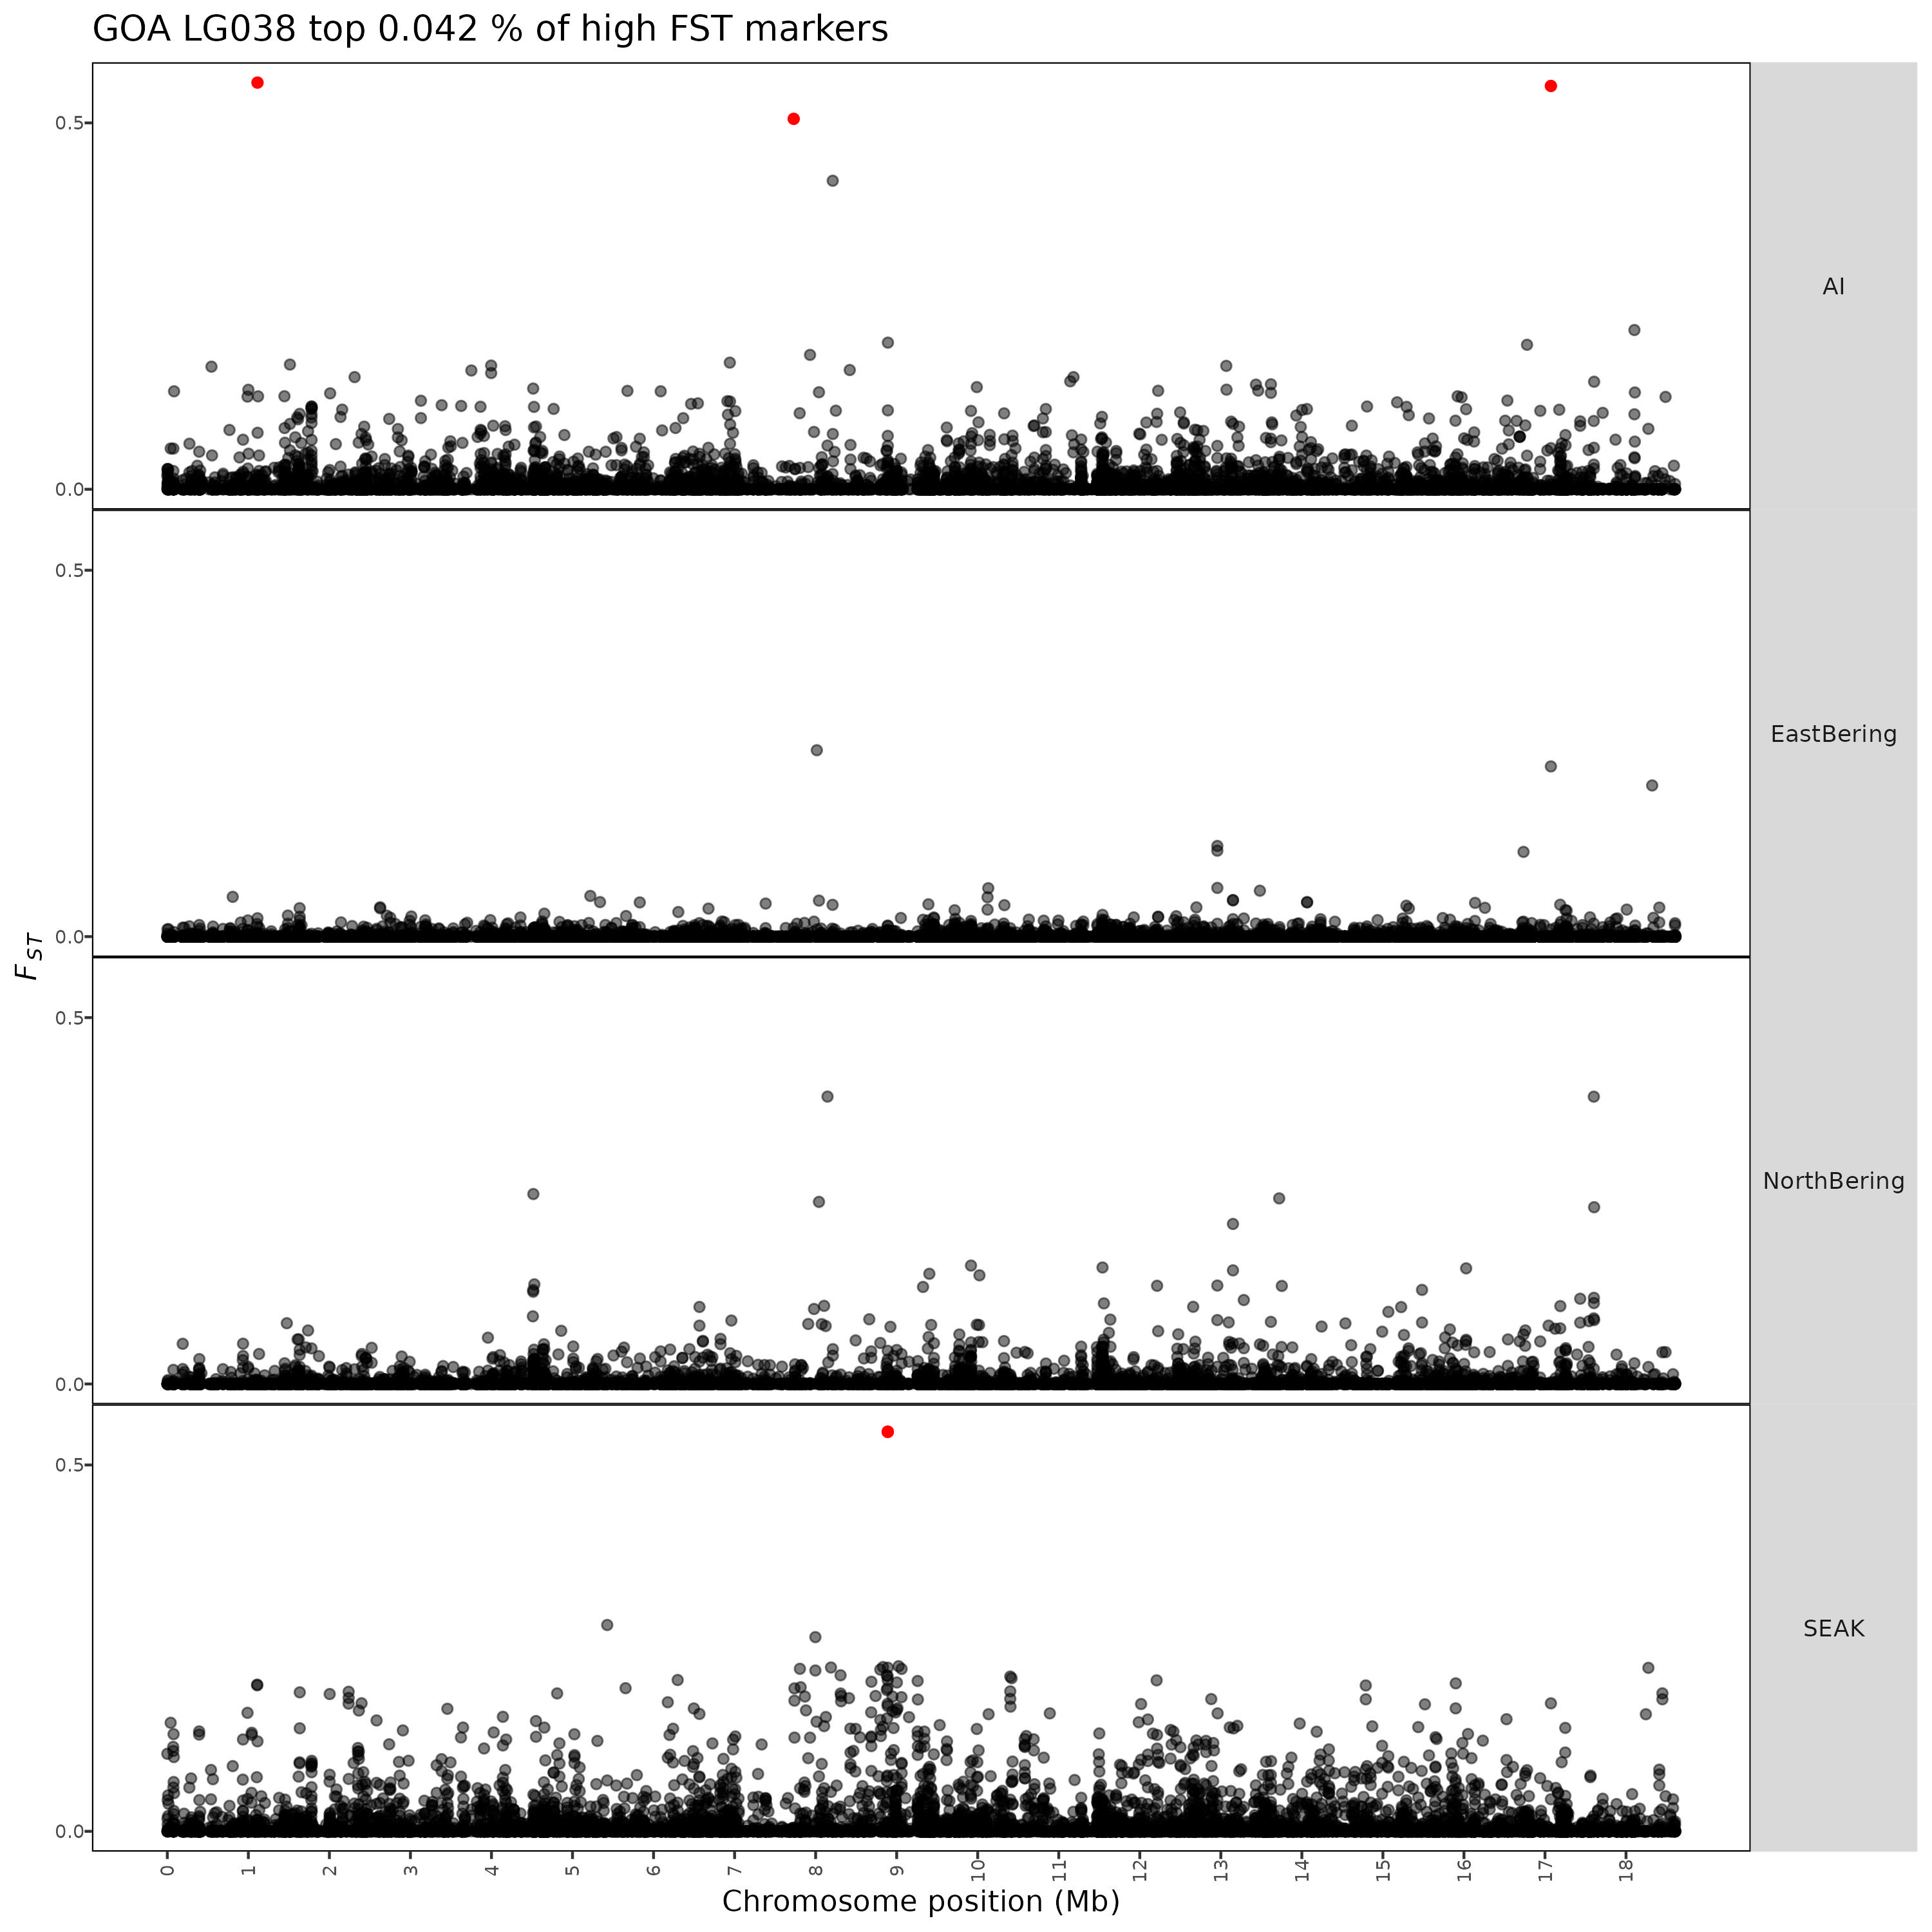 GOA LG038 top 0.042 % of high FST markers
0.5
0.0
AI
0.5
0.0
EastBering
0.5
0.0
NorthBering
0.5
0.0
SEAK
FST
0 1 2 3 4 5 6 7 8 9 10 11 12 13 14 15 16 17 18
Chromosome position (Mb)